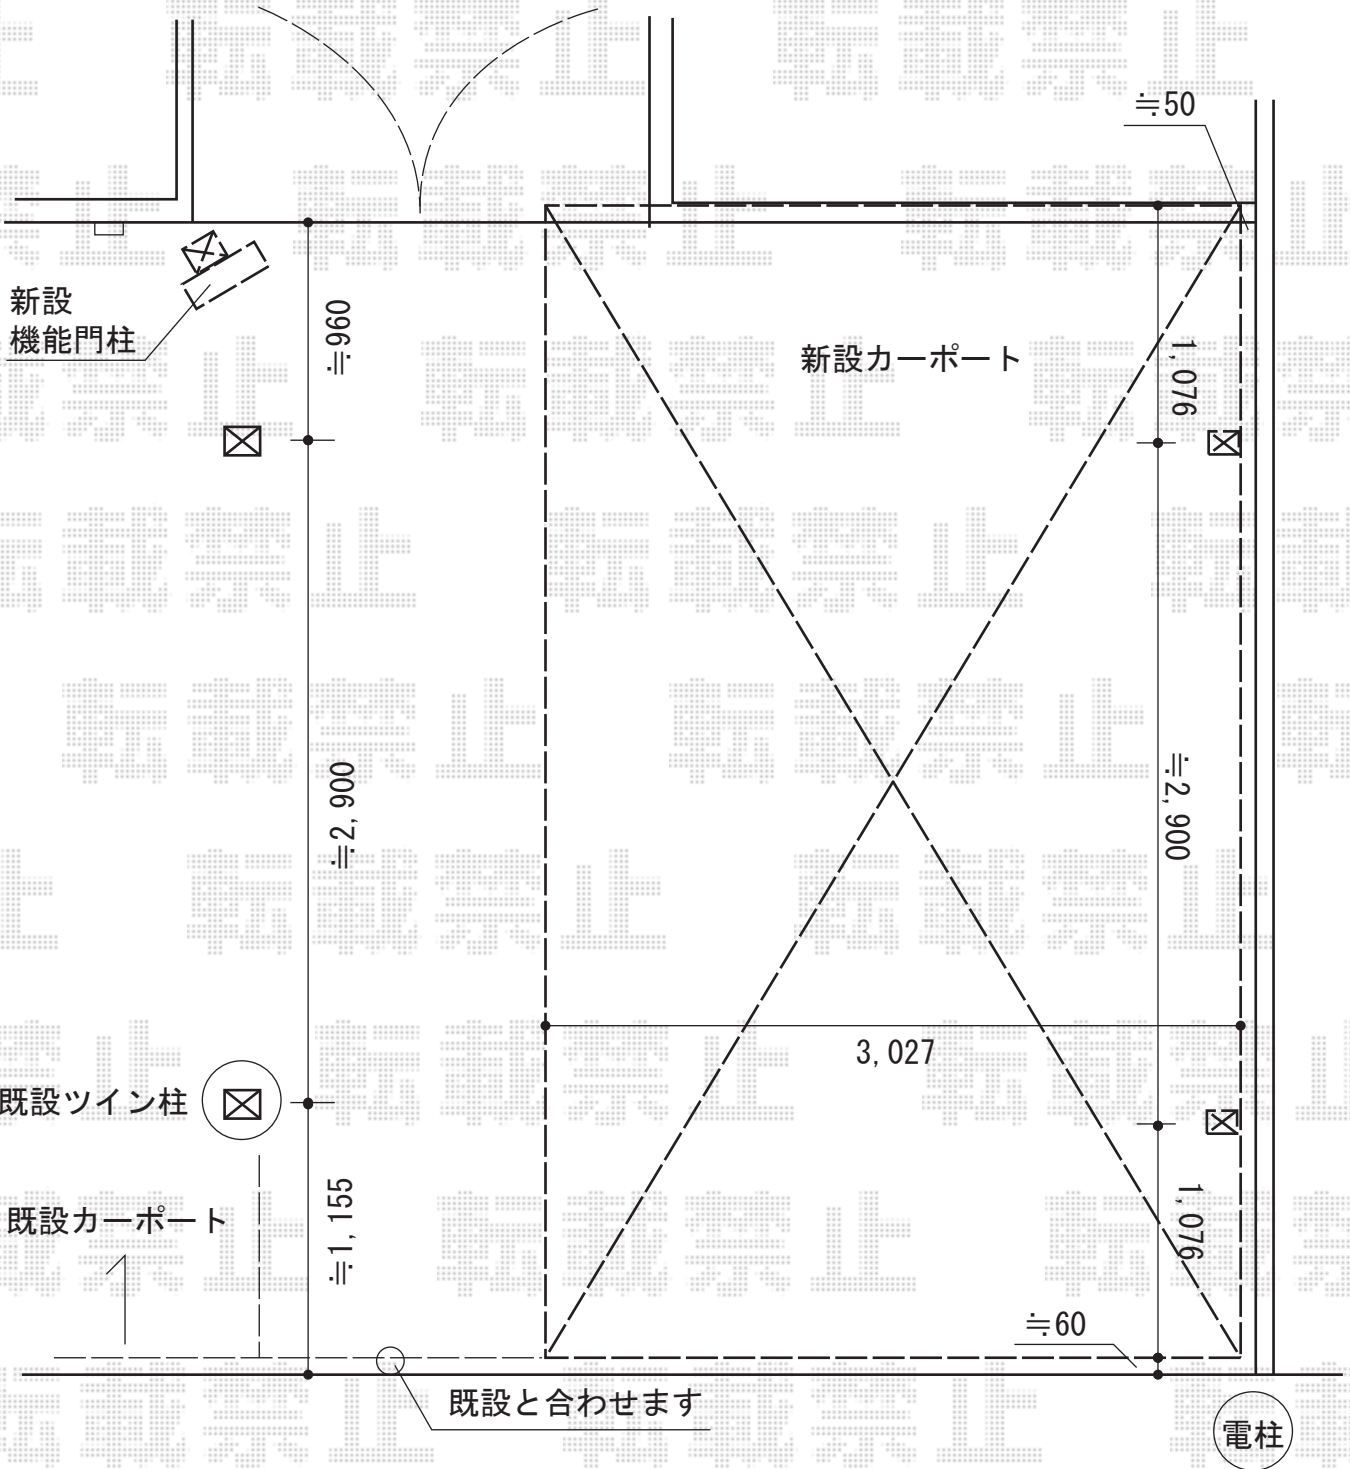 ≒50
新設
機能門柱
≒960
新設カーポート
1,076
≒2,900
≒2,900
3,027
既設ツイン柱
既設カーポート
≒1,155
1,076
≒60
既設と合わせます
電柱
転載禁止